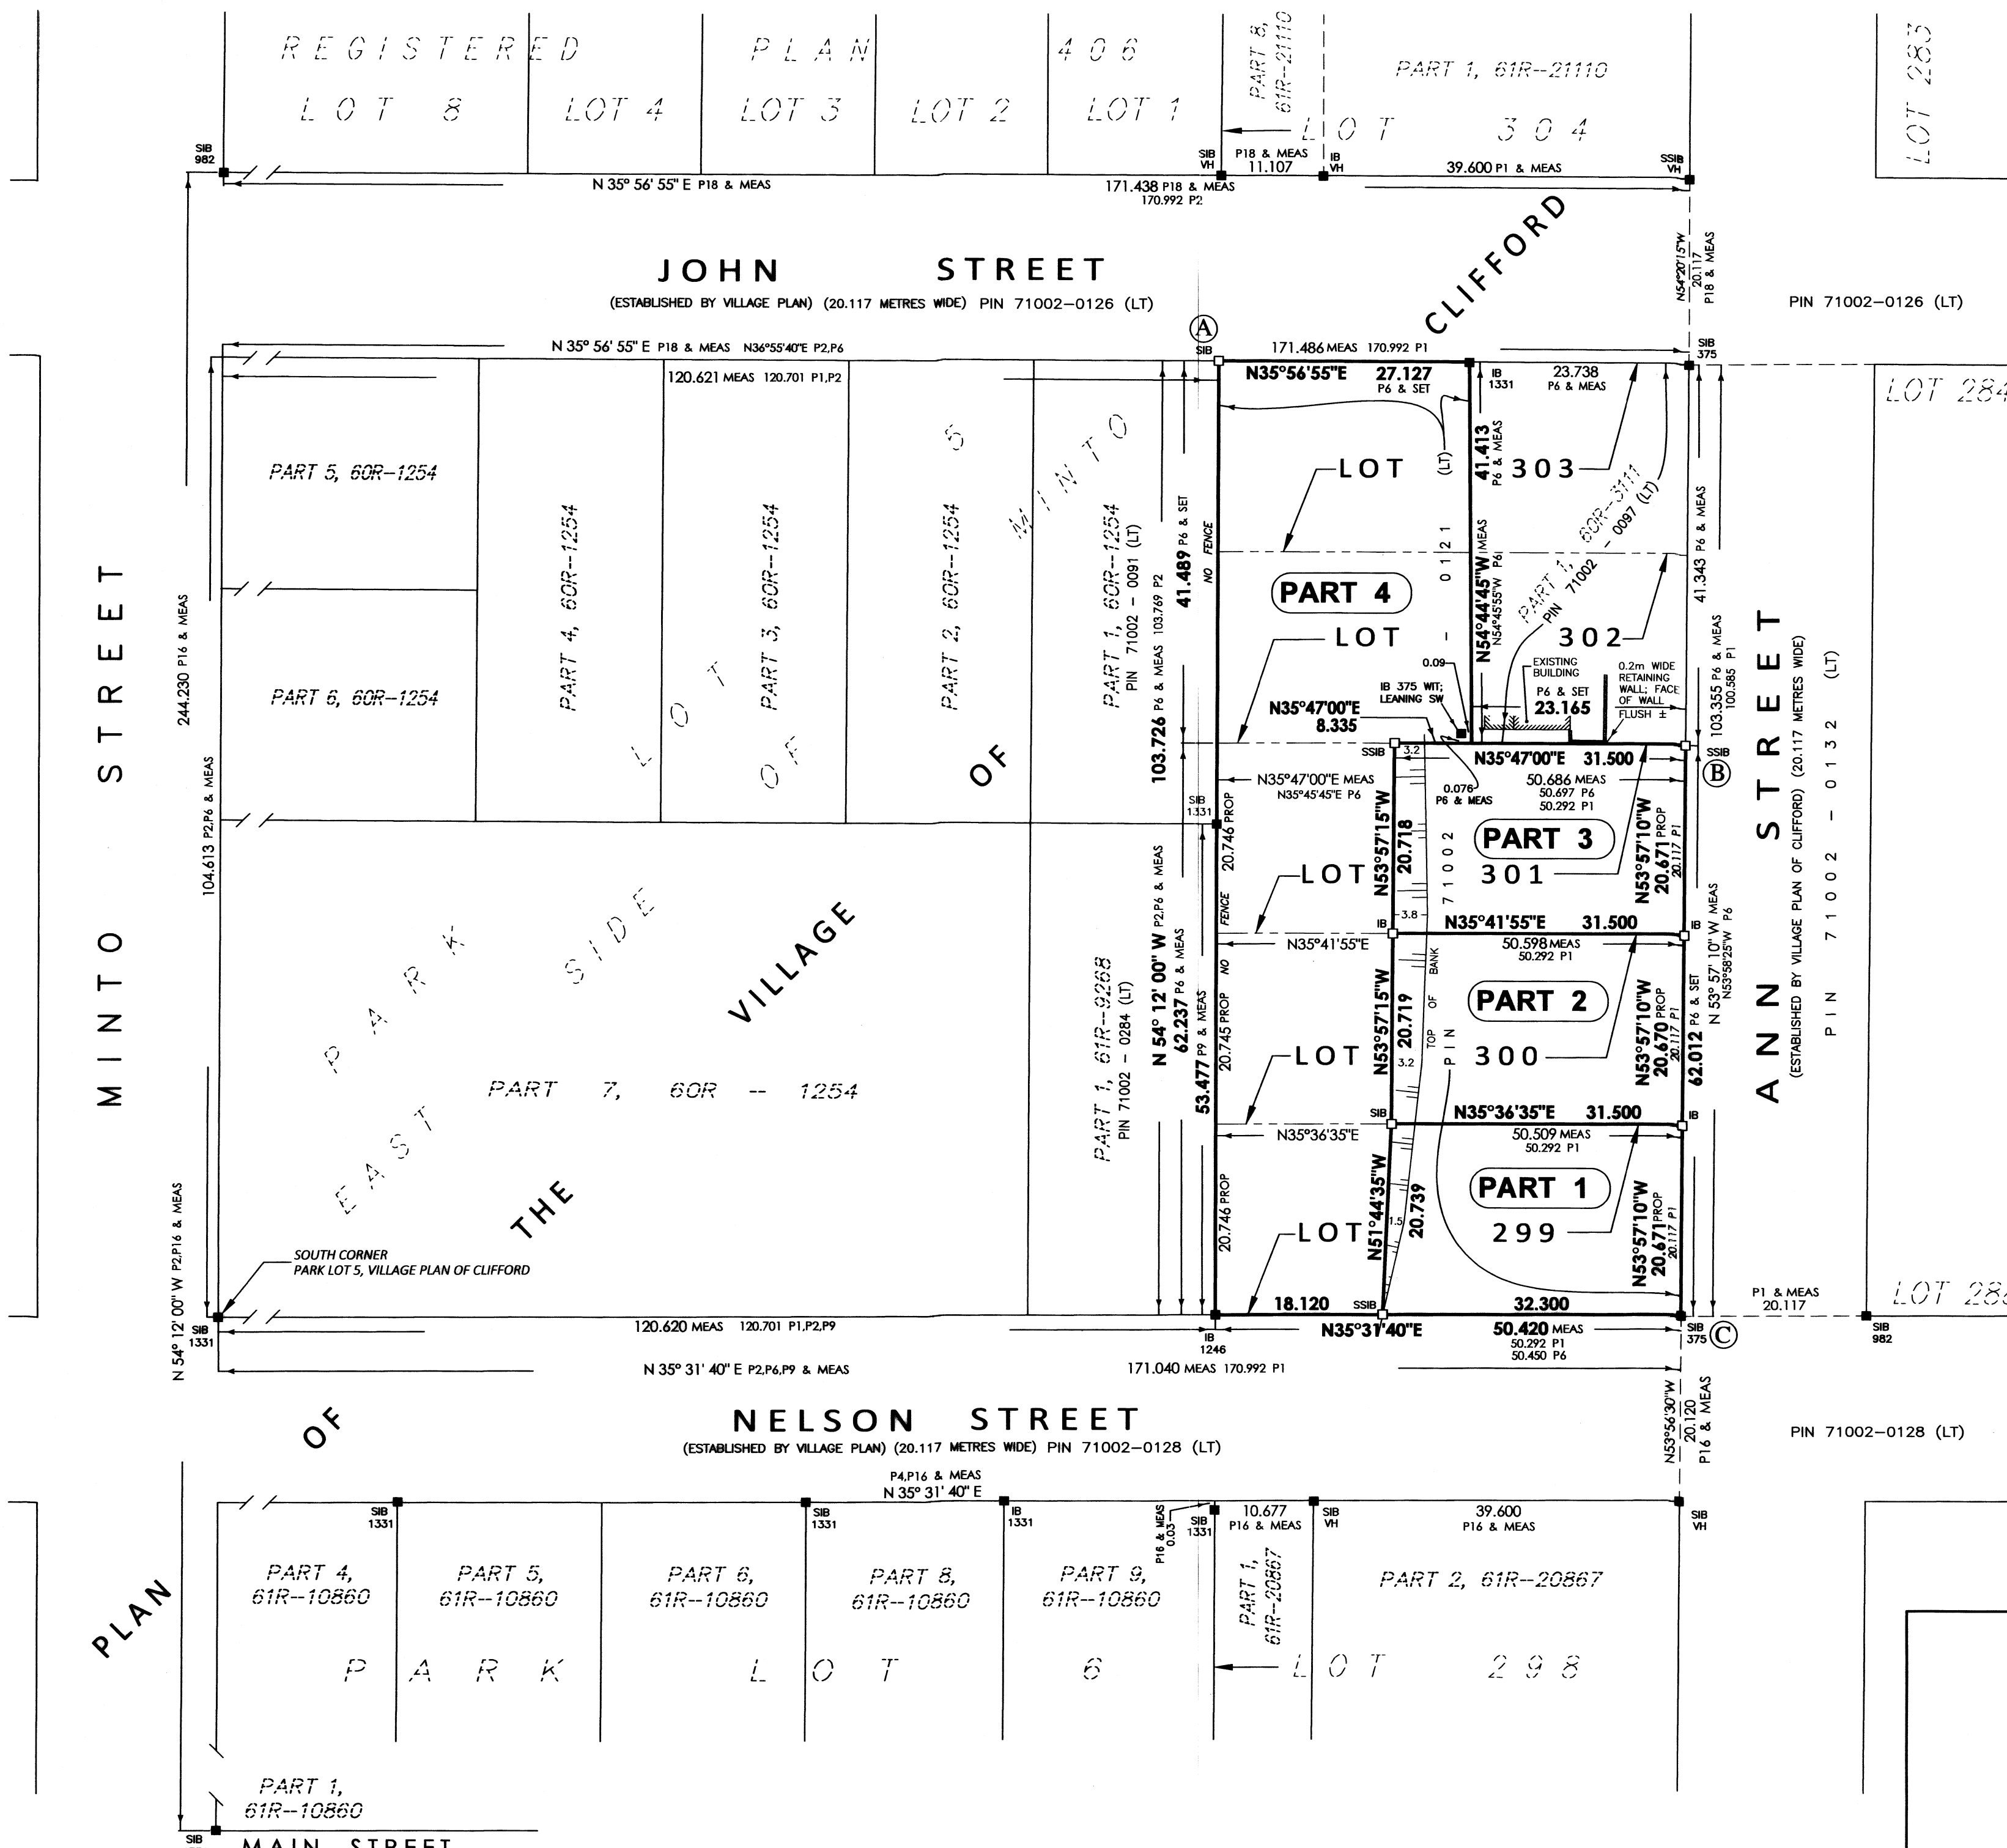 REGISTERED PLAN 406
LOT 8
LOT 4
LOT 3
LOT 2
LOT 1
PART 8,
61R--21110
PART 1, 61R--21110
LOT 304
LOT 283
SIB
982
SIB
VH
P18 & MEAS
11.107
IB
VH
39.600 P1 & MEAS
SSIB
VH
N 35° 56' 55" E P18 & MEAS
171.438 P18 & MEAS
170.992 P2
JOHN STREET
(ESTABLISHED BY VILLAGE PLAN) (20.117 METRES WIDE) PIN 71002–0126 (LT)
CLIFFORD
N54°20'15"W
20.117
P18 & MEAS
PIN 71002–0126 (LT)
N 35° 56' 55" E P18 & MEAS N36°55'40"E P2,P6
A
SIB
171.486 MEAS 170.992 P1
SIB
375
120.621 MEAS 120.701 P1,P2
N35°56'55"E 27.127
P6 & SET
IB
1331
23.738
P6 & MEAS
LOT 284
PART 5, 60R--1254
PART 6, 60R--1254
PART 4, 60R--1254
PART 3, 60R--1254
PART 2, 60R--1254
PART 1, 60R--1254
PIN 71002 - 0091 (LT)
LOT 5
OF
MINTO
103.726 P6 & MEAS 103.769 P2
41.489 P6 & SET
NO FENCE
LOT 303
(LT)
41.413
P6 & MEAS
0121 -
N54°44'45"W MEAS
N54°45'55"W P6
PART 1, 60R--3111
PIN 71002 - 0097 (LT)
41.343 P6 & MEAS
103.355 P6 & MEAS
100.585 P1
PART 4
LOT 302
0.09
IB 375 WIT;
LEANING SW
EXISTING
BUILDING
P6 & SET
23.165
0.2m WIDE
RETAINING
WALL; FACE
OF WALL
FLUSH ±
N35°47'00"E
8.335
SSIB
3.2
N35°47'00"E 31.500
SSIB
B
N35°47'00"E MEAS
N35°45'45"E P6
0.076
P6 & MEAS
50.686 MEAS
50.697 P6
50.292 P1
SIB
1331
20.746 PROP
N53°57'15"W
20.718
71002
PART 3
N53°57'10"W
20.671 PROP
20.117 P1
LOT 301
3.8
IB
N35°41'55"E 31.500
IB
NO FENCE
N35°41'55"E
50.598 MEAS
50.292 P1
N53°57'15"W
20.719
TOP OF BANK
PIN
3.2
PART 2
20.745 PROP
LOT 300
N53°57'10"W
20.670 PROP
20.117 P1
62.012 P6 & SET
N 53° 57' 10" W MEAS
N53°58'25"W P6
SIB
N35°36'35"E 31.500
IB
N35°36'35"E
50.509 MEAS
50.292 P1
PART 1
20.746 PROP
LOT 299
N51°44'35"W
20.739
1.5
N53°57'10"W
20.671 PROP
20.117 P1
ANN STREET
(ESTABLISHED BY VILLAGE PLAN OF CLIFFORD) (20.117 METRES WIDE)
PIN 71002 - 0132 (LT)
MINTO STREET
244.230 P16 & MEAS
104.613 P2,P6 & MEAS
N 54° 12' 00" W P2,P16 & MEAS
PARK
EAST SIDE
PART 7, 60R -- 1254
PLAN OF THE VILLAGE OF
PART 1, 61R--9268
PIN 71002 - 0284 (LT)
N 54° 12' 00" W P2,P6 & MEAS
62.237 P6 & MEAS
53.477 P9 & MEAS
SOUTH CORNER
PARK LOT 5, VILLAGE PLAN OF CLIFFORD
SIB
1331
120.620 MEAS 120.701 P1,P2,P9
IB
1246
18.120
SSIB
32.300
N35°31'40"E 50.420 MEAS
50.292 P1
50.450 P6
SIB
375
C
P1 & MEAS
20.117
SIB
982
N 35° 31' 40" E P2,P6,P9 & MEAS
171.040 MEAS 170.992 P1
NELSON STREET
(ESTABLISHED BY VILLAGE PLAN) (20.117 METRES WIDE) PIN 71002–0128 (LT)
N53°56'30"W
20.120
P16 & MEAS
PIN 71002–0128 (LT)
P4,P16 & MEAS
N 35° 31' 40" E
SIB
1331
SIB
1331
IB
1331
P16 & MEAS
0.03
SIB
1331
10.677
P16 & MEAS
SIB
VH
39.600
P16 & MEAS
SIB
VH
PART 4,
61R--10860
PART 5,
61R--10860
PART 6,
61R--10860
PART 8,
61R--10860
PART 9,
61R--10860
PART 1,
61R--20867
PART 2, 61R--20867
PARK LOT 6
LOT 298
PART 1,
61R--10860
SIB
MAIN STREET